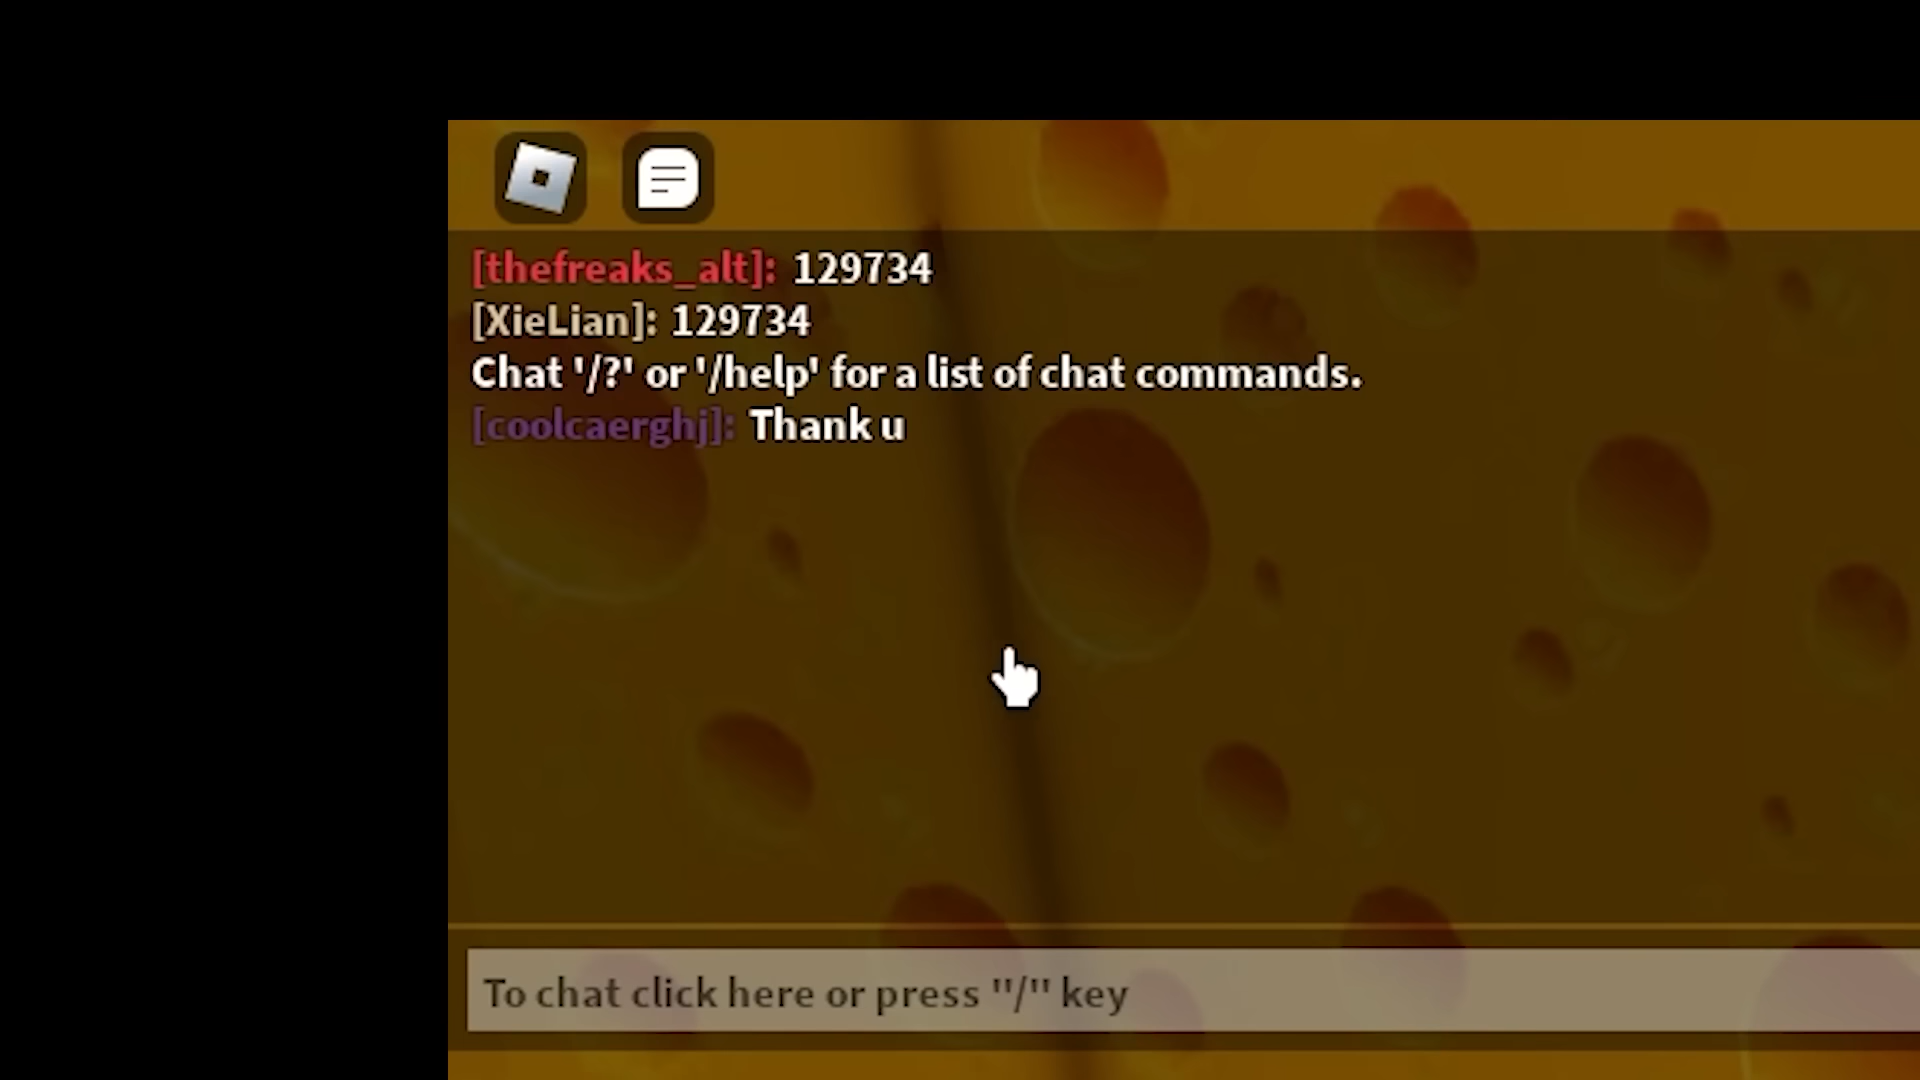 [thefreaks_alt]: 129734
[XieLian]: 129734
Chat '/?' or '/help' for a list of chat commands.
[coolcaerghj]: Thank u
To chat click here or press "/" key